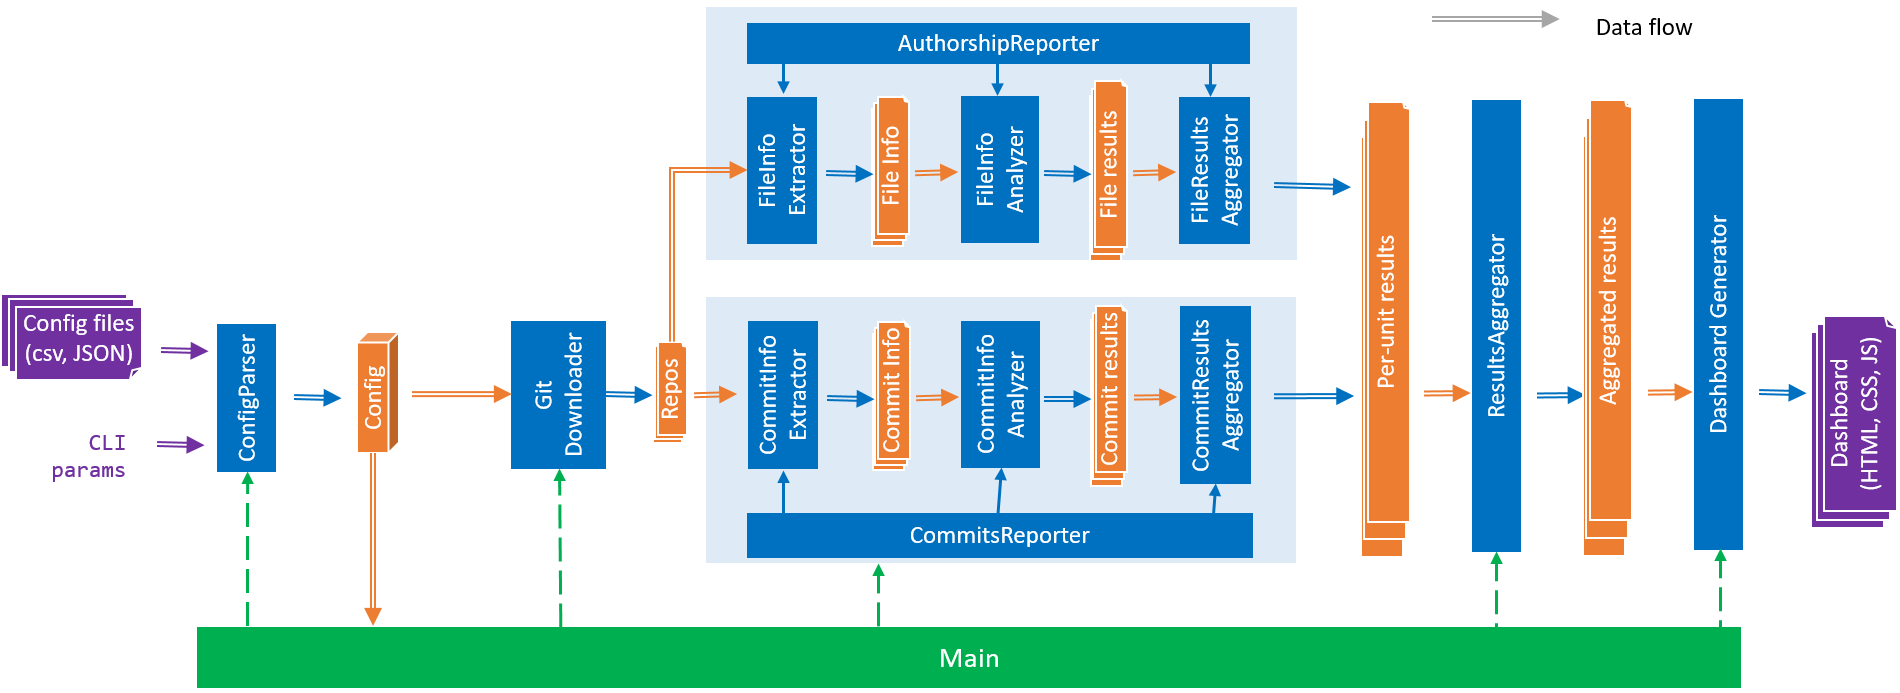 Data flow
AuthorshipReporter
FileInfo
Extractor
File Info
FileInfo
Analyzer
File results
FileResults
Aggregator
Config files
(csv, JSON)
CLI
params
ConfigParser
Config
Git
Downloader
Repos
CommitInfo
Extractor
Commit Info
CommitInfo
Analyzer
Commit results
CommitResults
Aggregator
CommitsReporter
Per-unit results
ResultsAggregator
Aggregated results
Dashboard Generator
Dashboard
(HTML, CSS, JS)
Main